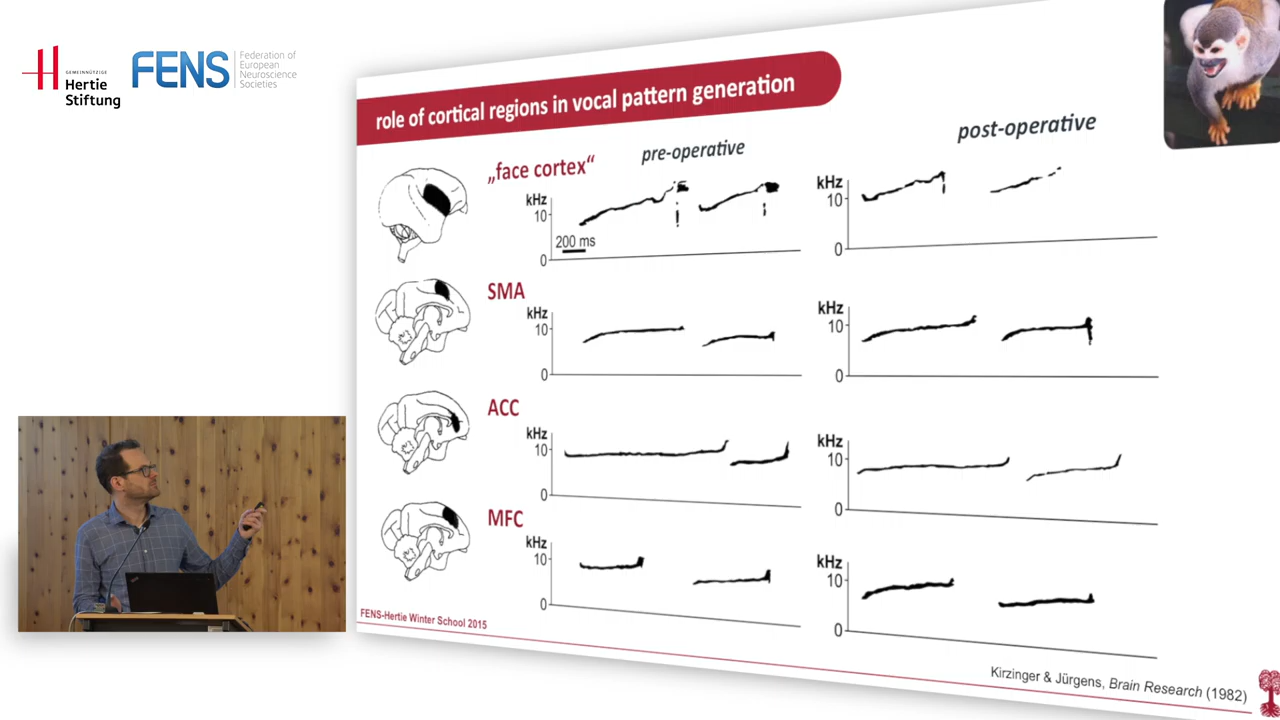 GEMEINNÜTZIGE
Hertie
Stiftung
FENS
Federation of
European
Neuroscience
Societies
role of cortical regions in vocal pattern generation
pre-operative
post-operative
„face cortex“
kHz
10
0
200 ms
kHz
10
0
SMA
kHz
10
0
kHz
10
0
ACC
kHz
10
0
kHz
10
0
MFC
kHz
10
0
kHz
10
0
FENS-Hertie Winter School 2015
Kirzinger & Jürgens, Brain Research (1982)